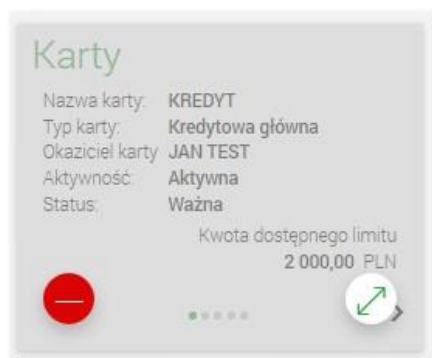 Karty
Nazwa karty: KREDYT
Typ karty: Kredytowa główna
Okaziciel karty JAN TEST
Aktywność: Aktywna
Status: Ważna
Kwota dostępnego limitu
2 000,00 PLN